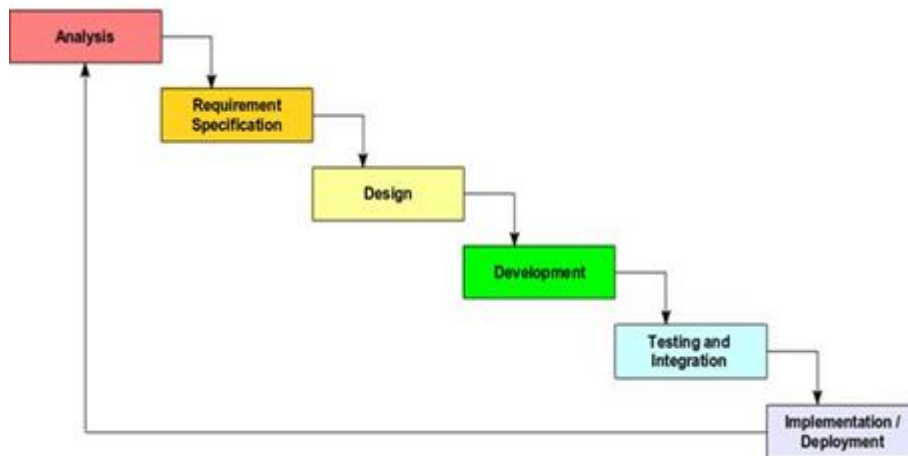 Analysis
Requirement
Specification
Design
Development
Testing and
Integration
Implementation /
Deployment